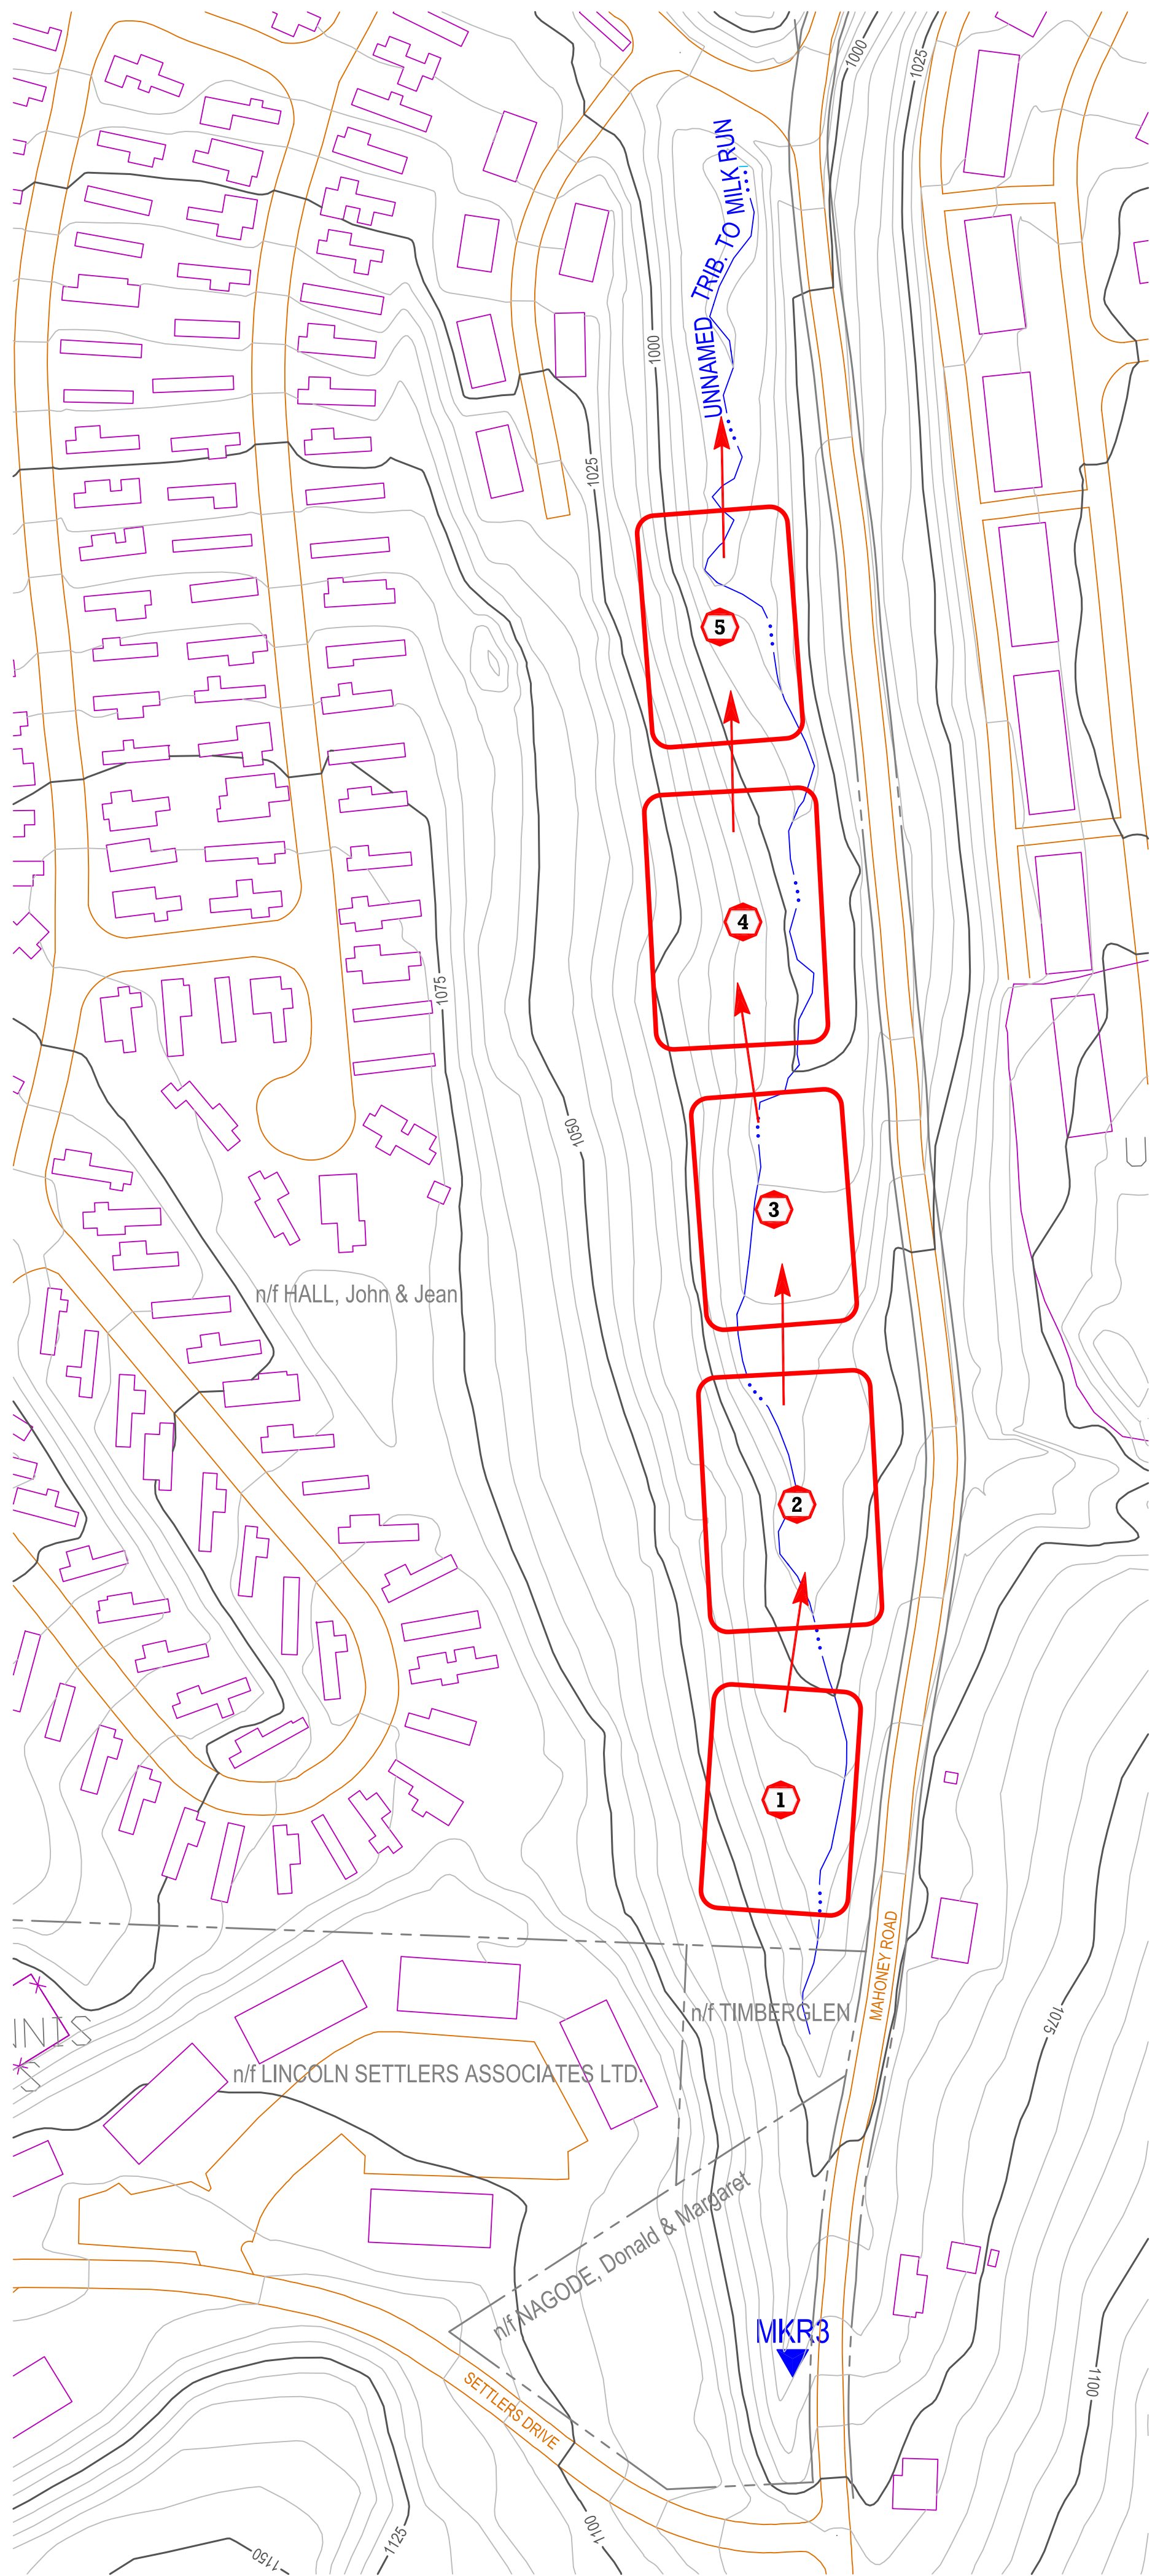 1000
1025
UNNAMED TRIB. TO MILK RUN
1000
1025
5
4
1075
1050
3
n/f HALL, John & Jean
2
1
MAHONEY ROAD
n/f TIMBERGLEN
NNIS
S
1075
n/f LINCOLN SETTLERS ASSOCIATES LTD.
n/f NAGODE, Donald & Margaret
MKR3
SETTLERS DRIVE
1100
1125
1100
1150